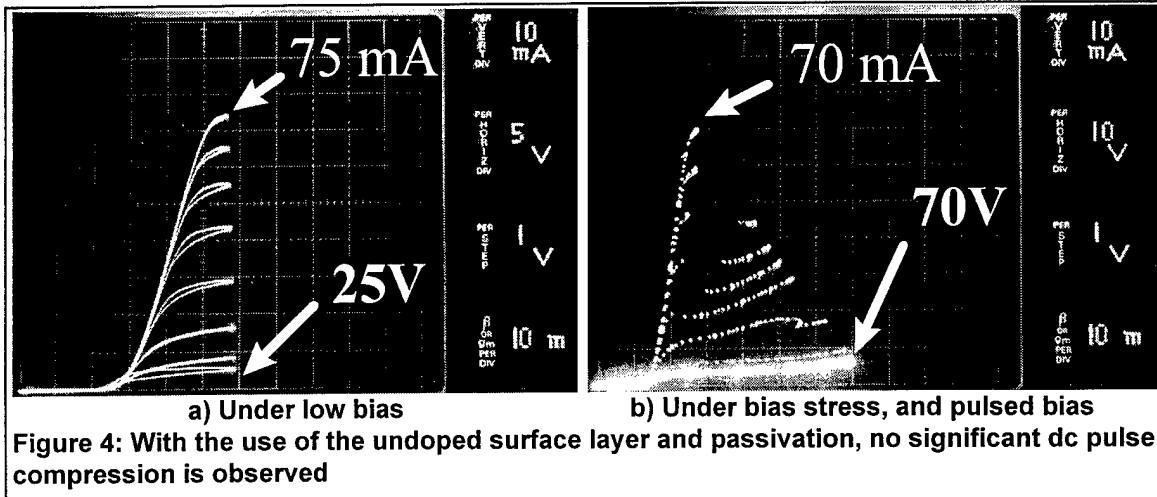 75 mA
25V
PER
VERT
DIV
10
mA
PER
HORIZ
DIV
5
V
PER
STEP
1
V
β
OR
gm
PER
DIV
10 m
70 mA
70V
PER
VERT
DIV
10
mA
PER
HORIZ
DIV
10
V
PER
STEP
1
V
β
OR
gm
PER
DIV
10 m
a) Under low bias
b) Under bias stress, and pulsed bias
Figure 4: With the use of the undoped surface layer and passivation, no significant dc pulse
compression is observed